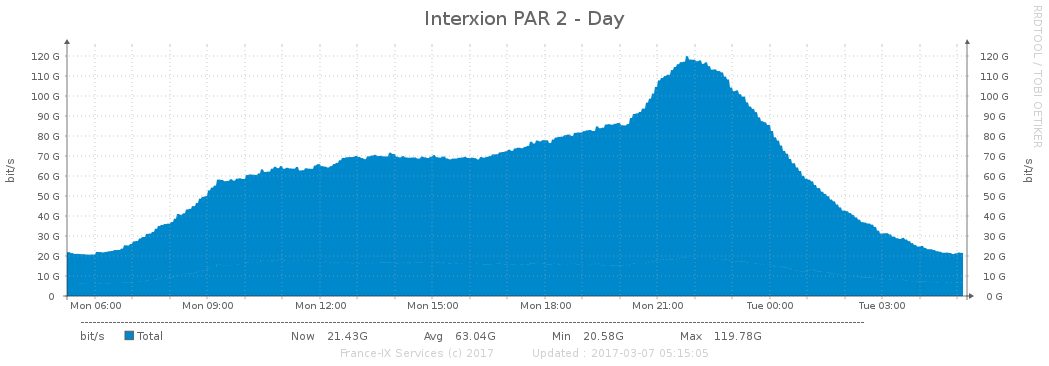 Interxion PAR 2 - Day
RRDTOOL / TOBI OETIKER
bit/s
120 G 120 G
110 G 110 G
100 G 100 G
90 G 90 G
80 G 80 G
70 G 70 G
60 G 60 G
50 G 50 G
40 G 40 G
30 G 30 G
20 G 20 G
10 G 10 G
0 0 G
bit/s
Mon 06:00 Mon 09:00 Mon 12:00 Mon 15:00 Mon 18:00 Mon 21:00 Tue 00:00 Tue 03:00
bit/s Total Now 21.43G Avg 63.04G Min 20.58G Max 119.78G
France-IX Services (c) 2017 Updated : 2017-03-07 05:15:05